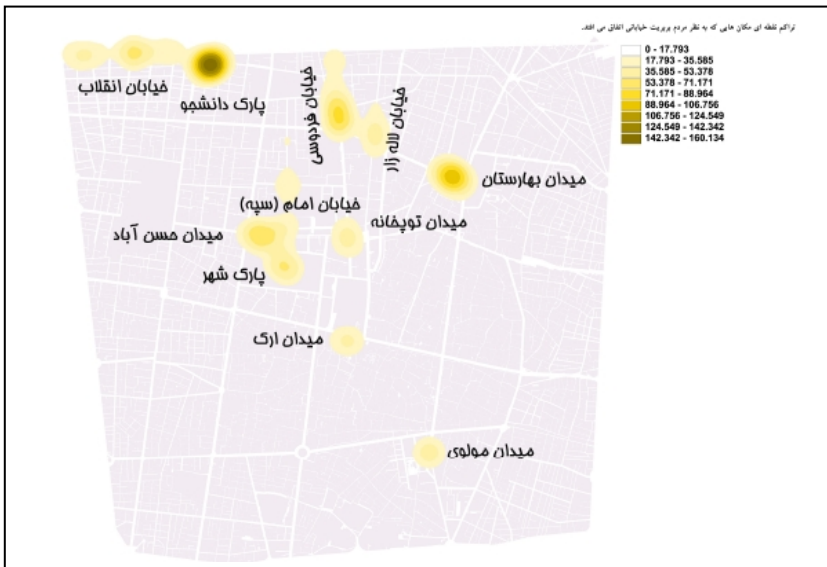 تراکم نقطه ای مکان هایی که به نظر مردم بربریت خیابانی اتفاق می افتد.
0 - 17.793
17.793 - 35.585
35.585 - 53.378
53.378 - 71.171
71.171 - 88.964
88.964 - 106.756
106.756 - 124.549
124.549 - 142.342
142.342 - 160.134
خیابان انقلاب
پارک دانشجو
خیابان فردوسی
خیابان لاله زار
میدان بهارستان
خیابان امام (سپه)
میدان توپخانه
میدان حسن آباد
پارک شهر
میدان ارک
میدان مولوی